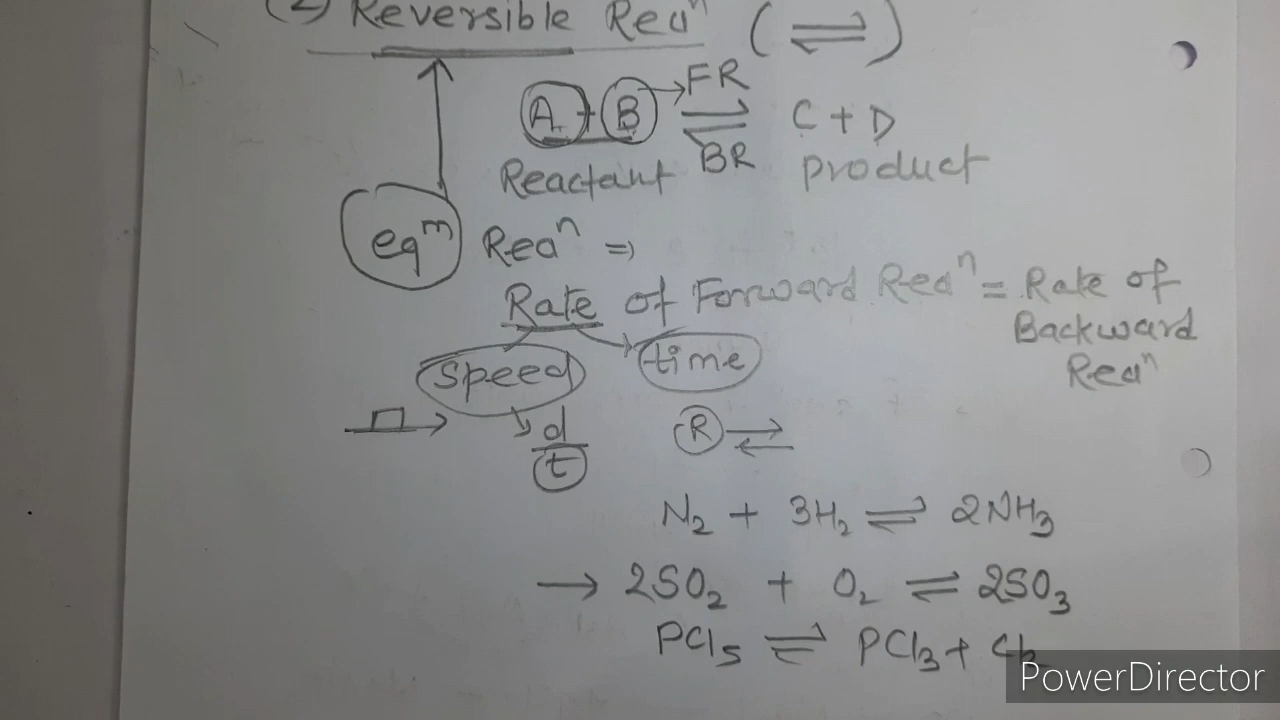 (2) Reversible Reaⁿ (⇌)
A + B →FR ⇌ C + D
Reactant BR product
eqᵐ Reaⁿ ⇒
Rate of Forward Reaⁿ = Rate of
Backward
Reaⁿ
Speed time
d/t R ⇌
N₂ + 3H₂ ⇌ 2NH₃
→ 2SO₂ + O₂ ⇌ 2SO₃
PCl₅ ⇌ PCl₃ + Cl₂
PowerDirector